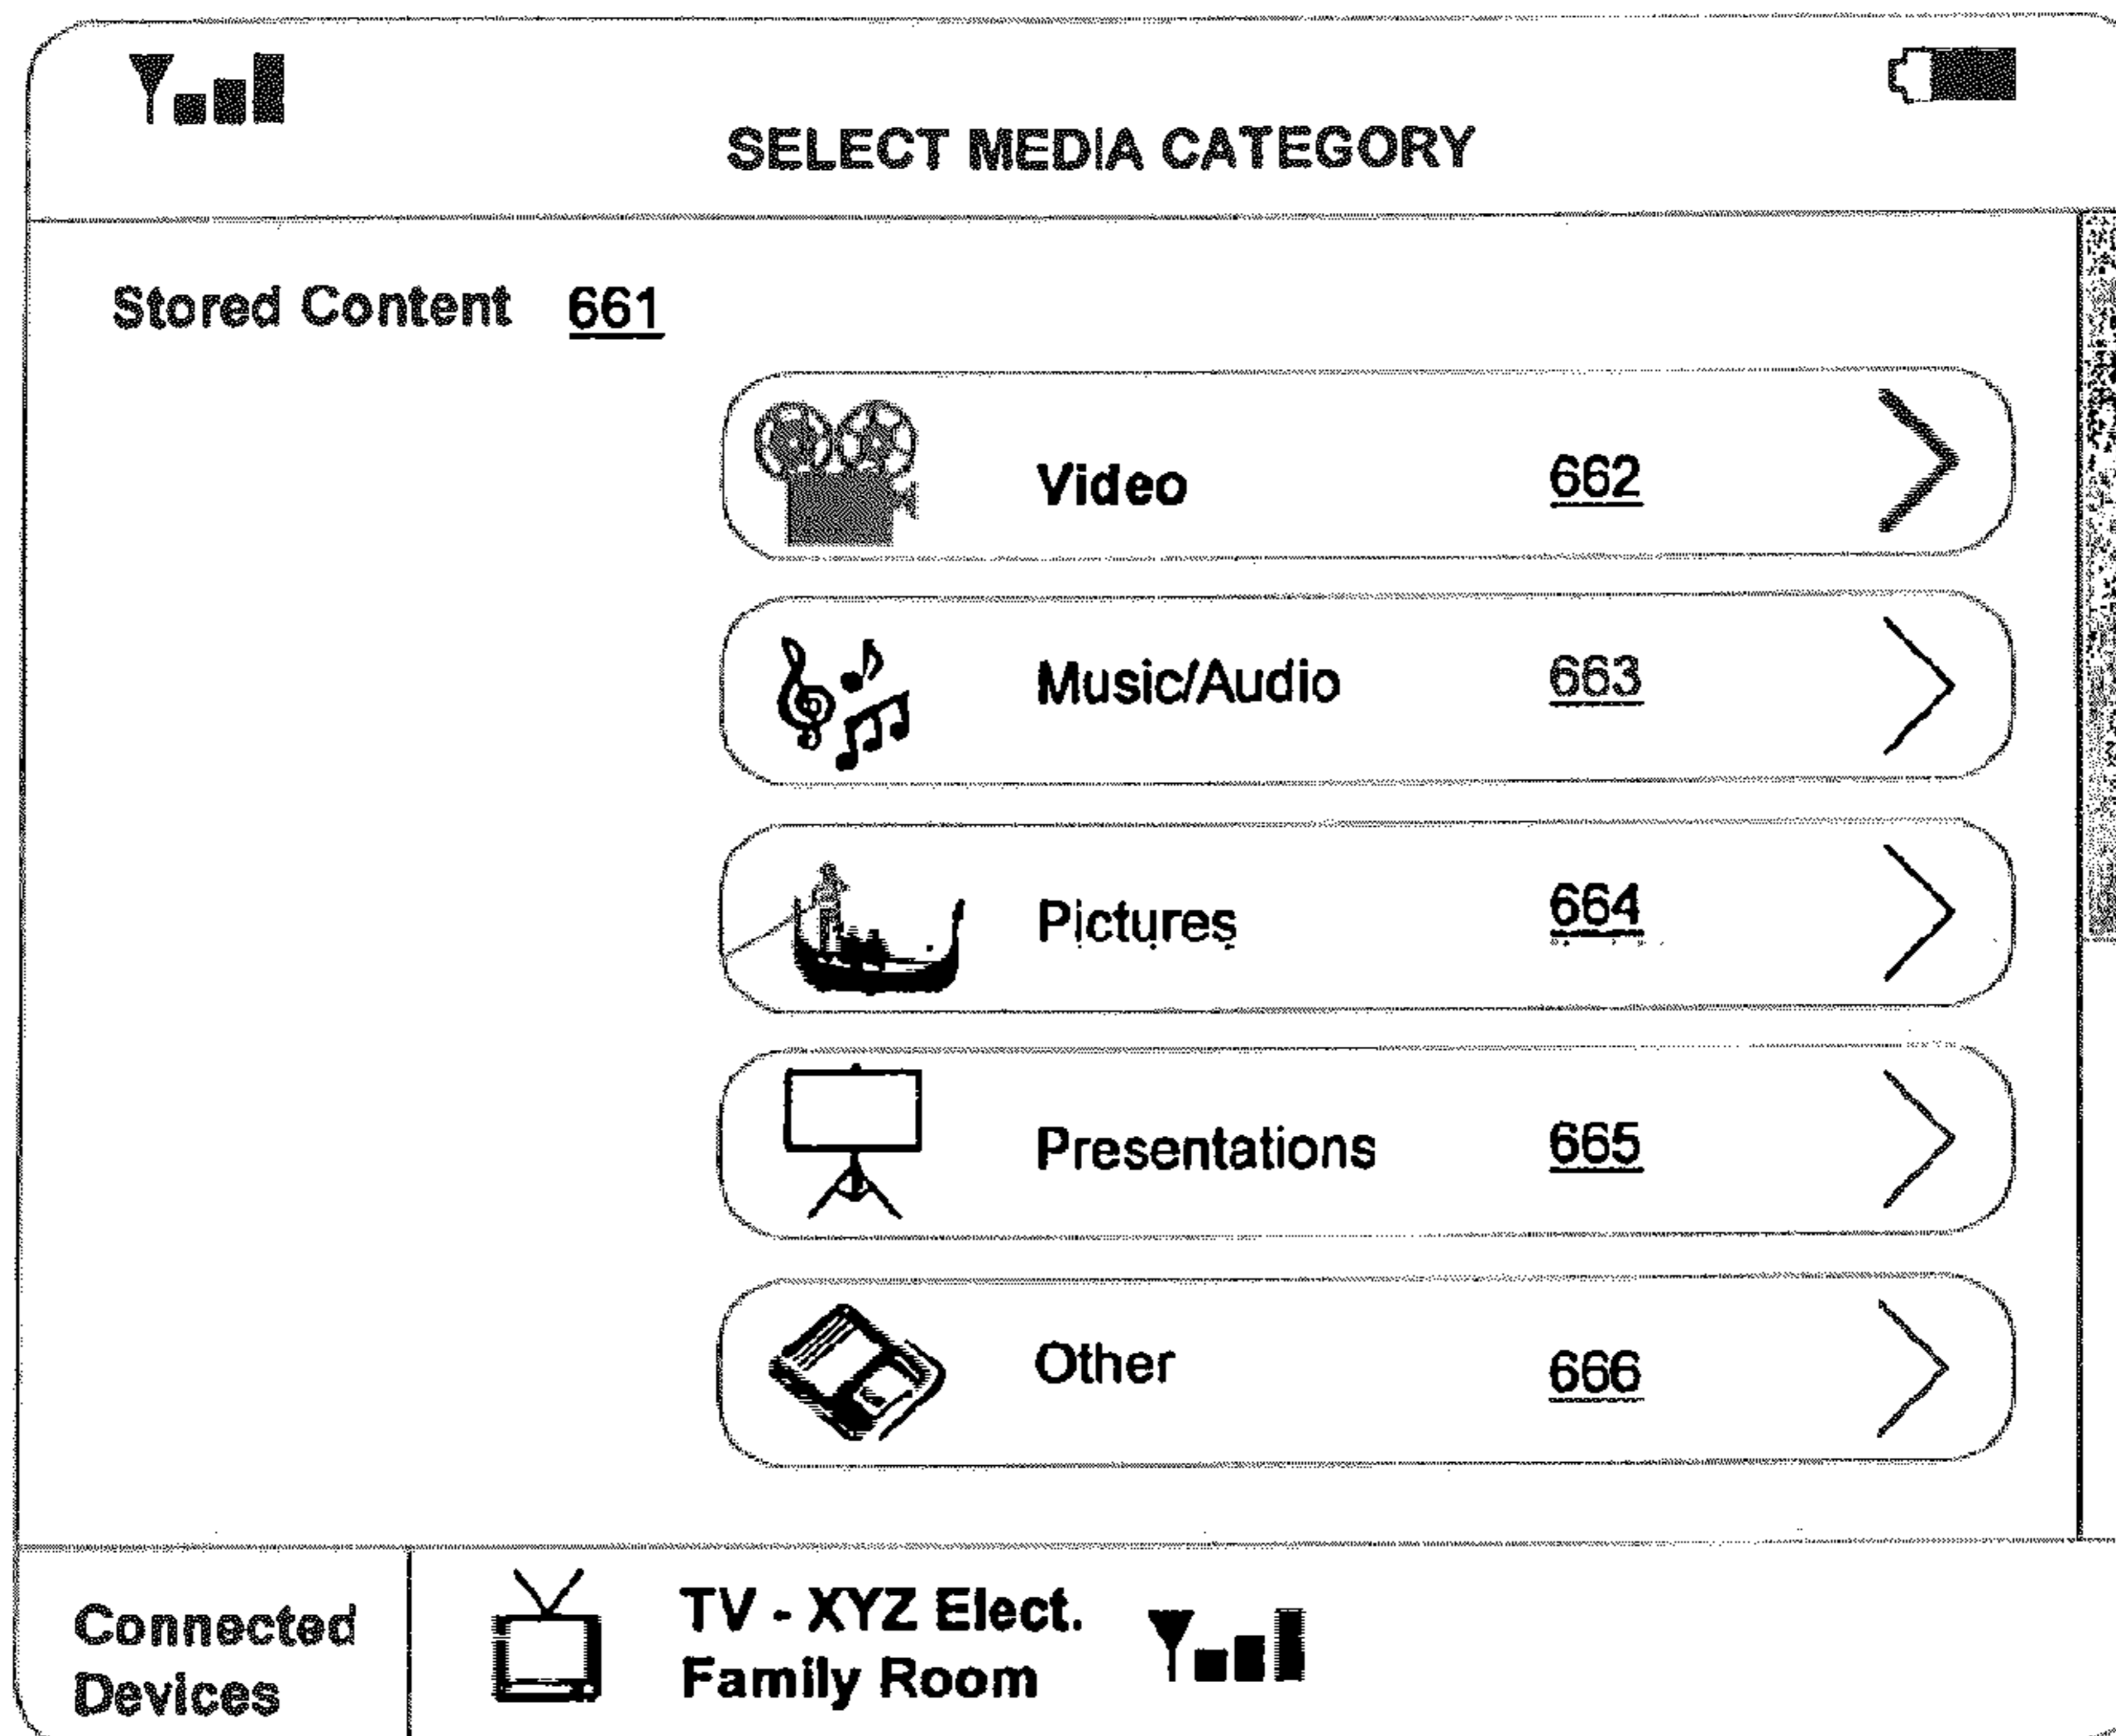 SELECT MEDIA CATEGORY
Stored Content 661
Video 662
Music/Audio 663
Pictures 664
Presentations 665
Other 666
Connected
Devices
TV - XYZ Elect.
Family Room